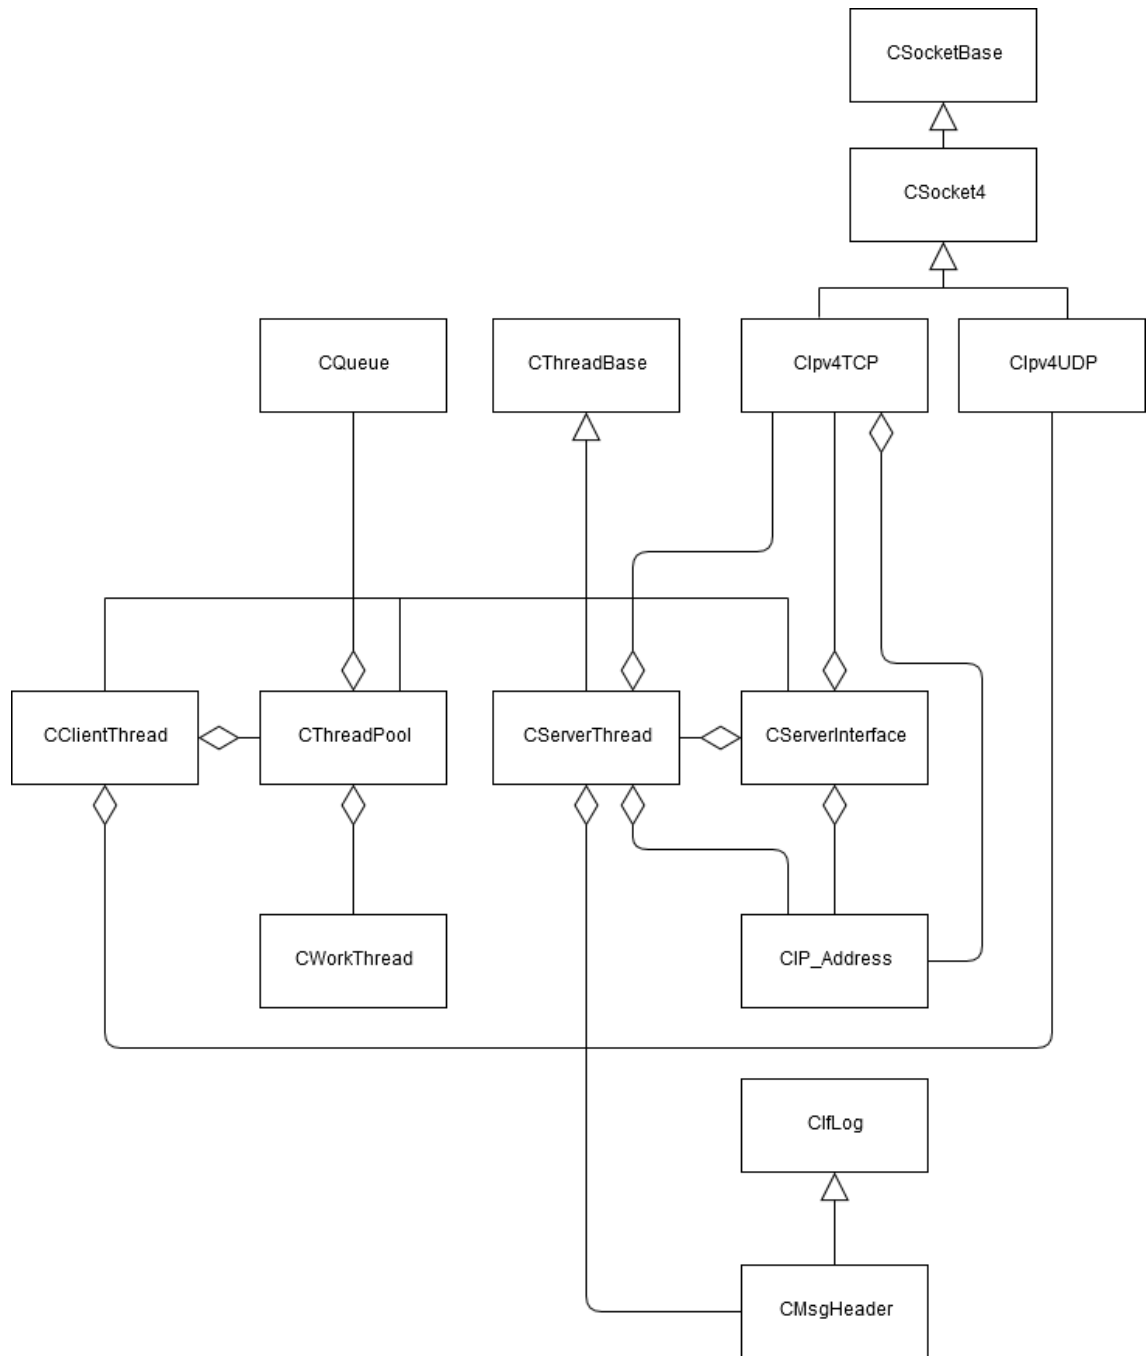 CSocketBase
CSocket4
CQueue
CThreadBase
CIpv4TCP
CIpv4UDP
CClientThread
CThreadPool
CServerThread
CServerInterface
CWorkThread
CIP_Address
CIfLog
CMsgHeader